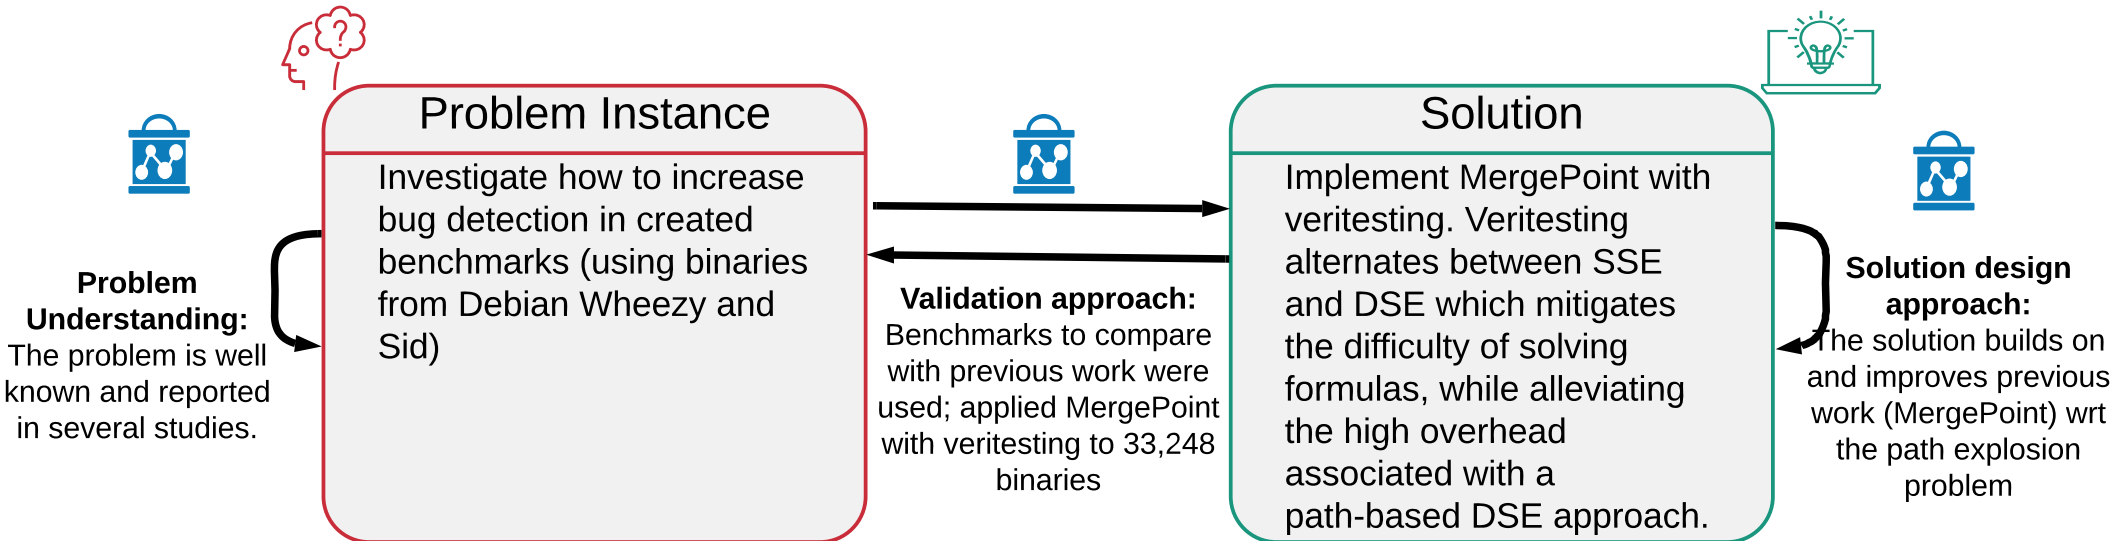 ?
Problem Instance
Investigate how to increase
bug detection in created
benchmarks (using binaries
from Debian Wheezy and
Sid)
Problem
Understanding:
The problem is well
known and reported
in several studies.
Validation approach:
Benchmarks to compare
with previous work were
used; applied MergePoint
with veritesting to 33,248
binaries
Solution
Implement MergePoint with
veritesting. Veritesting
alternates between SSE
and DSE which mitigates
the difficulty of solving
formulas, while alleviating
the high overhead
associated with a
path-based DSE approach.
Solution design
approach:
The solution builds on
and improves previous
work (MergePoint) wrt
the path explosion
problem